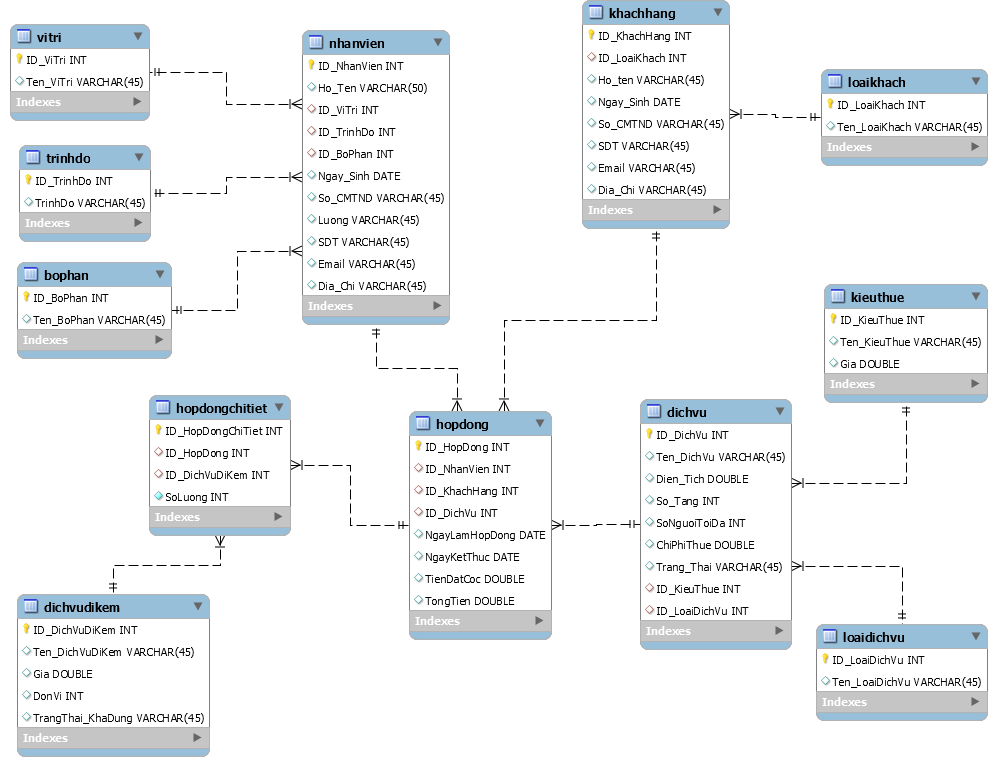 vitri
ID_ViTri INT
Ten_ViTri VARCHAR(45)
Indexes
trinhdo
ID_TrinhDo INT
TrinhDo VARCHAR(45)
Indexes
bophan
ID_BoPhan INT
Ten_BoPhan VARCHAR(45)
Indexes
nhanvien
ID_NhanVien INT
Ho_Ten VARCHAR(50)
ID_ViTri INT
ID_TrinhDo INT
ID_BoPhan INT
Ngay_Sinh DATE
So_CMTND VARCHAR(45)
Luong VARCHAR(45)
SDT VARCHAR(45)
Email VARCHAR(45)
Dia_Chi VARCHAR(45)
Indexes
khachhang
ID_KhachHang INT
ID_LoaiKhach INT
Ho_ten VARCHAR(45)
Ngay_Sinh DATE
So_CMTND VARCHAR(45)
SDT VARCHAR(45)
Email VARCHAR(45)
Dia_Chi VARCHAR(45)
Indexes
loaikhach
ID_LoaiKhach INT
Ten_LoaiKhach VARCHAR(45)
Indexes
kieuthue
ID_KieuThue INT
Ten_KieuThue VARCHAR(45)
Gia DOUBLE
Indexes
hopdongchitiet
ID_HopDongChiTiet INT
ID_HopDong INT
ID_DichVuDiKem INT
SoLuong INT
Indexes
hopdong
ID_HopDong INT
ID_NhanVien INT
ID_KhachHang INT
ID_DichVu INT
NgayLamHopDong DATE
NgayKetThuc DATE
TienDatCoc DOUBLE
TongTien DOUBLE
Indexes
dichvu
ID_DichVu INT
Ten_DichVu VARCHAR(45)
Dien_Tich DOUBLE
So_Tang INT
SoNguoiToiDa INT
ChiPhiThue DOUBLE
Trang_Thai VARCHAR(45)
ID_KieuThue INT
ID_LoaiDichVu INT
Indexes
dichvudikem
ID_DichVuDiKem INT
Ten_DichVuDiKem VARCHAR(45)
Gia DOUBLE
DonVi INT
TrangThai_KhaDung VARCHAR(45)
Indexes
loaidichvu
ID_LoaiDichVu INT
Ten_LoaiDichVu VARCHAR(45)
Indexes